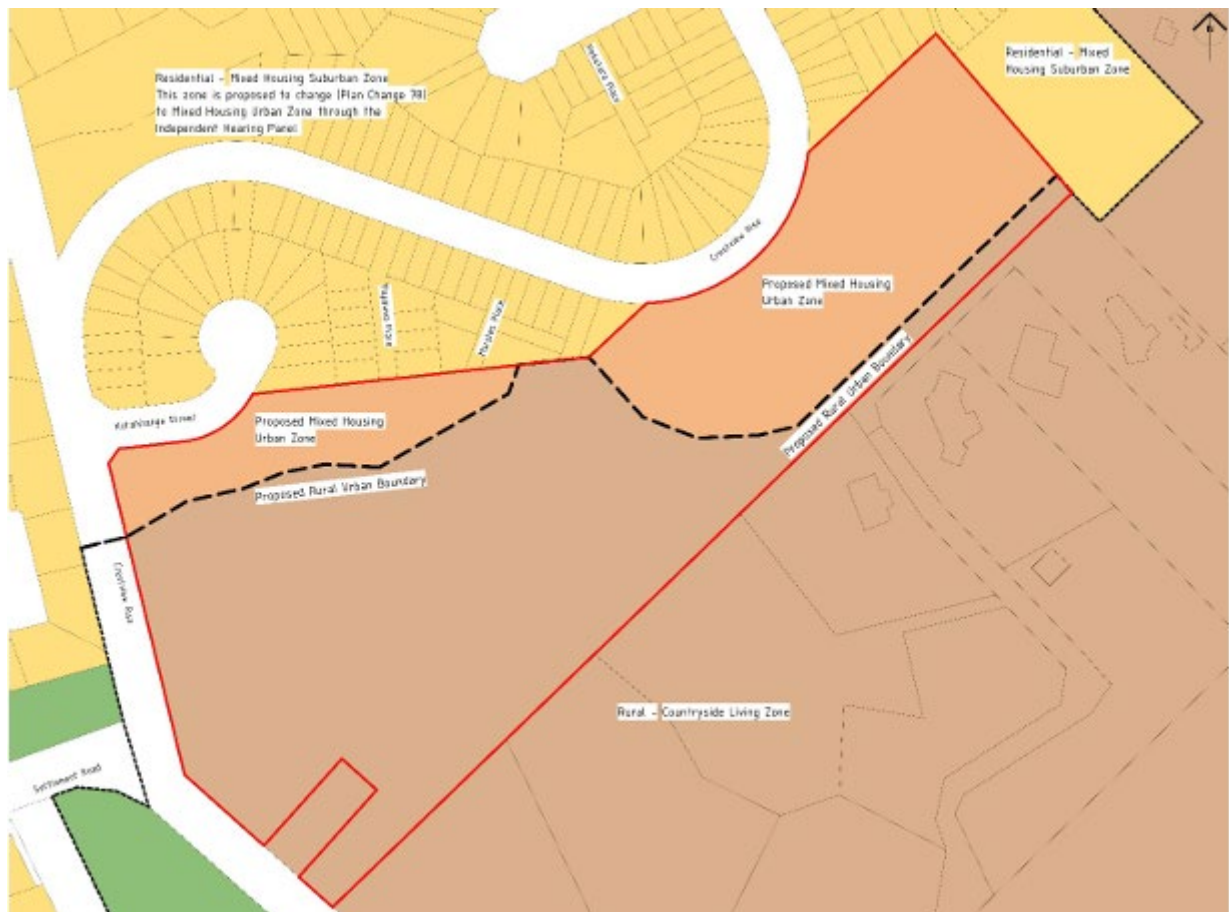 Residential - Mixed Housing Suburban Zone
This zone is proposed to change (Plan Change 78)
to Mixed Housing Urban Zone through the
Independent Hearing Panel
Place
Residential - Mixed
Housing Suburban Zone
Crestview Rise
Proposed Mixed Housing
Urban Zone
Place
Place
Street
Proposed Mixed Housing
Urban Zone
Proposed Rural Urban Boundary
Proposed Rural Urban Boundary
Crestview Rise
Rural - Countryside Living Zone
Settlement Road